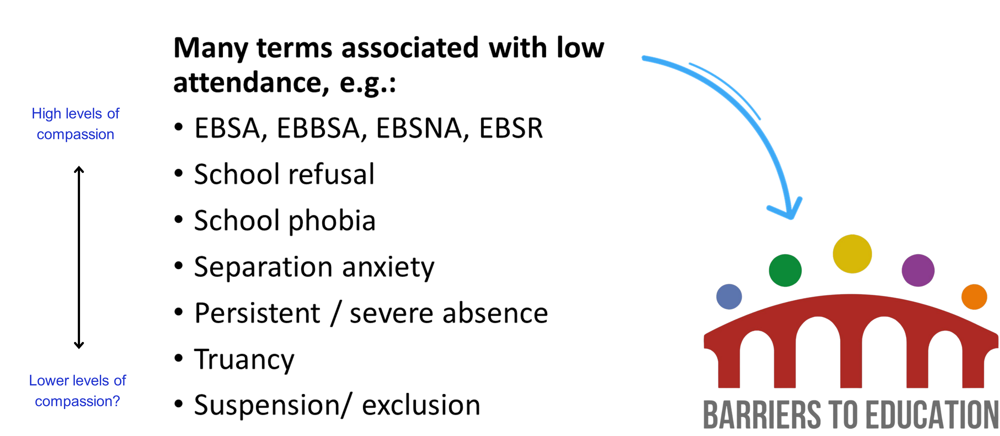 Many terms associated with low
attendance, e.g.:
High levels of
compassion
• EBSA, EBBSA, EBSNA, EBSR
• School refusal
• School phobia
• Separation anxiety
• Persistent / severe absence
• Truancy
• Suspension/ exclusion
Lower levels of
compassion?
BARRIERS TO EDUCATION